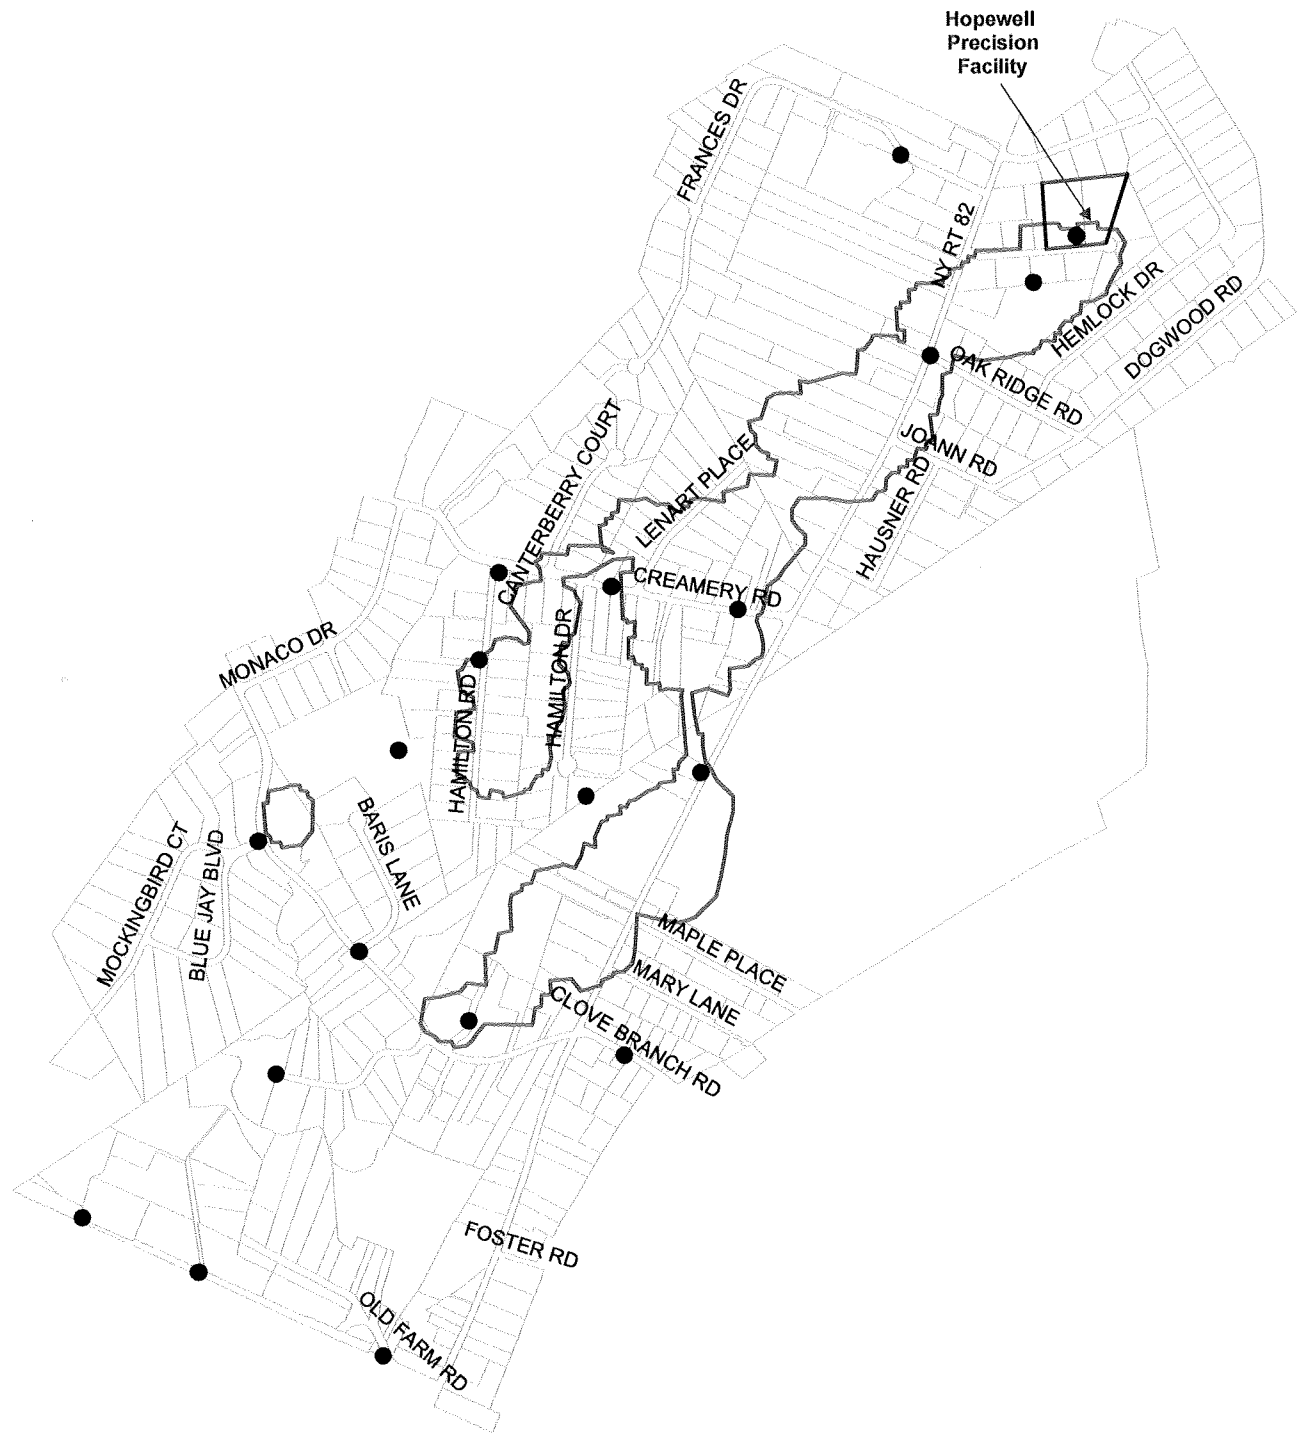 Hopewell
Precision
Facility
FRANCES DR
NY RT 82
HEMLOCK DR
DOGWOOD RD
OAK RIDGE RD
JOANN RD
HAUSNER RD
CANTERBERRY COURT
LENART PLACE
CREAMERY RD
MONACO DR
HAMILTON RD
HAMILTON DR
BARIS LANE
MOCKINGBIRD CT
BLUE JAY BLVD
MAPLE PLACE
MARY LANE
CLOVE BRANCH RD
FOSTER RD
OLD FARM RD